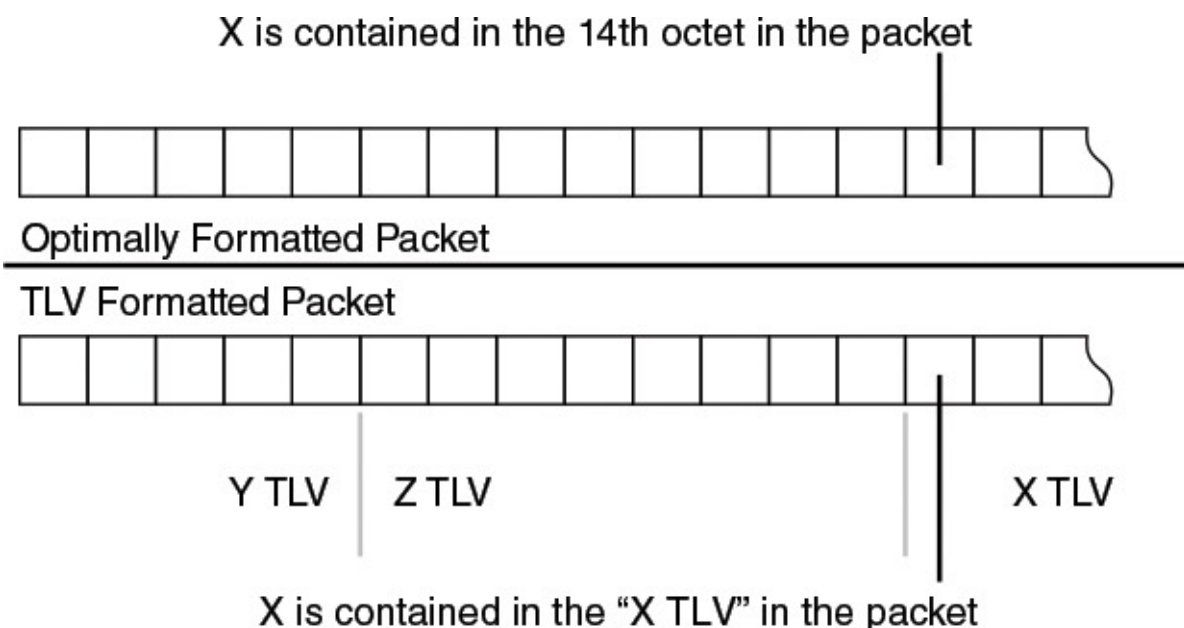 X is contained in the 14th octet in the packet
Optimally Formatted Packet
TLV Formatted Packet
Y TLV
Z TLV
X TLV
X is contained in the “X TLV” in the packet